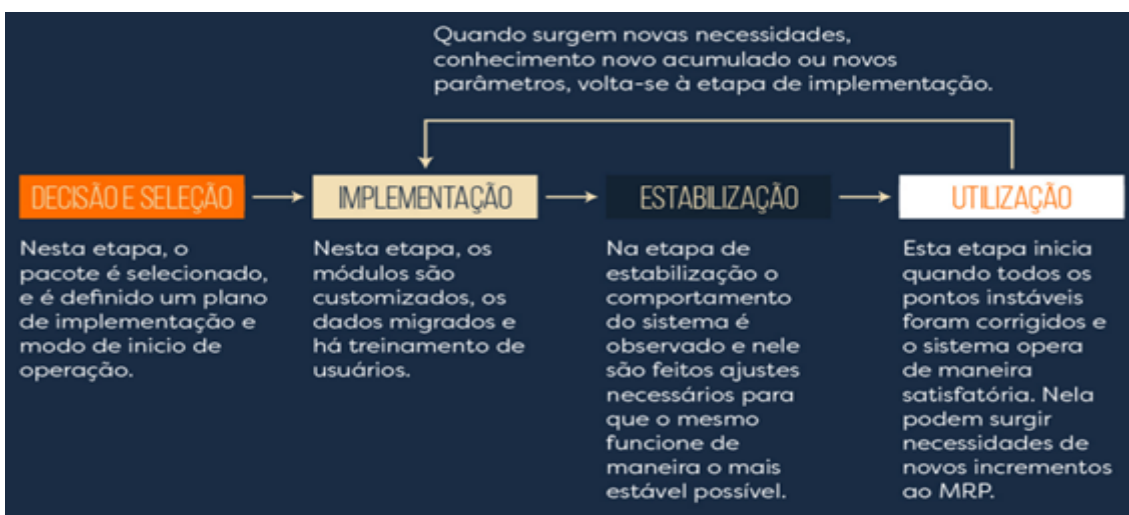 Quando surgem novas necessidades,
conhecimento novo acumulado ou novos
parâmetros, volta-se à etapa de implementação.
DECISÃO E SELEÇÃO
Nesta etapa, o
pacote é selecionado,
e é definido um plano
de implementação e
modo de inicio de
operação.
IMPLEMENTAÇÃO
Nesta etapa, os
módulos são
customizados, os
dados migrados e
há treinamento de
usuários.
ESTABILIZAÇÃO
Na etapa de
estabilização o
comportamento
do sistema é
observado e nele
são feitos ajustes
necessários para
que o mesmo
funcione de
maneira o mais
estável possível.
UTILIZAÇÃO
Esta etapa inicia
quando todos os
pontos instáveis
foram corrigidos e
o sistema opera
de maneira
satisfatória. Nela
podem surgir
necessidades de
novos incrementos
ao MRP.